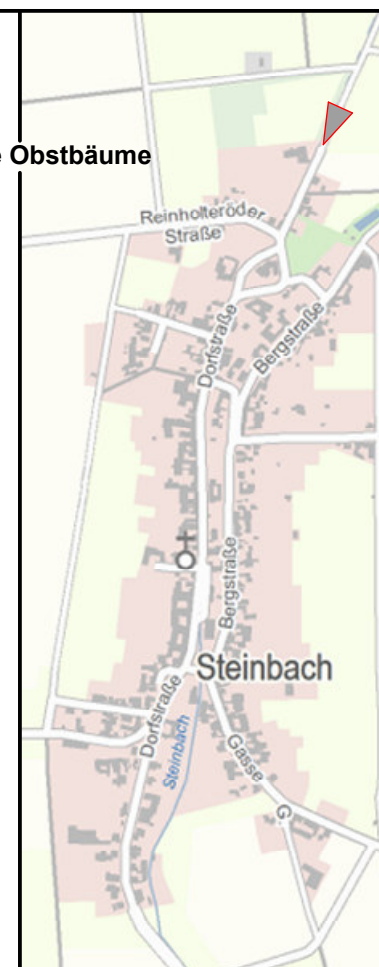 e Obstbäume
Reinholteröder
Straße
Dorfstraße
Bergstraße
Bergstraße
Steinbach
Dorfstraße
Steinbach
Gasse
G.